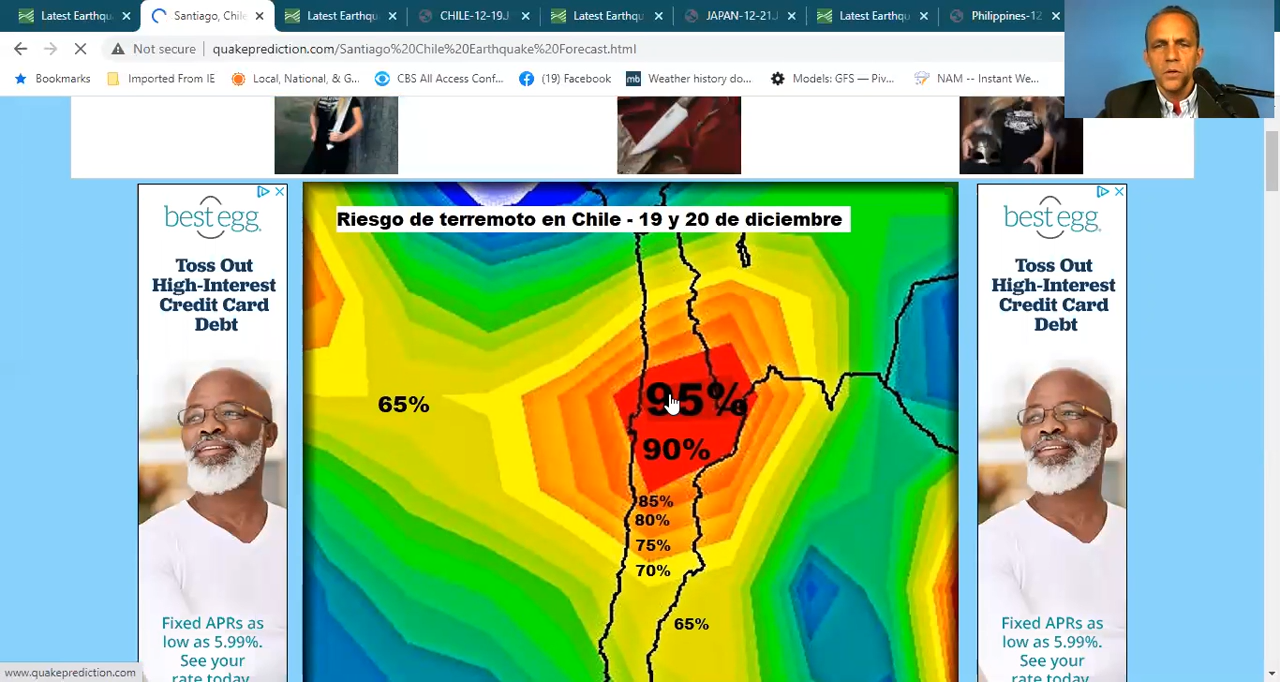 Latest Earthqu
Santiago, Chile
Latest Earthqu
CHILE-12-19.J
Latest Earthqu
JAPAN-12-21.J
Latest Earthqu
Philippines-12
Not secure
quakeprediction.com/Santiago%20Chile%20Earthquake%20Forecast.html
Bookmarks
Imported From IE
Local, National, & G...
CBS All Access Conf...
(19) Facebook
mb
Weather history do...
Models: GFS — Piv...
NAM -- Instant We...
best egg
Toss Out
High-Interest
Credit Card
Debt
Fixed APRs as
low as 5.99%.
See your
rate today
Riesgo de terremoto en Chile - 19 y 20 de diciembre
65%
95%
90%
85%
80%
75%
70%
65%
best egg
Toss Out
High-Interest
Credit Card
Debt
Fixed APRs as
low as 5.99%.
See your
rate today
www.quakeprediction.com